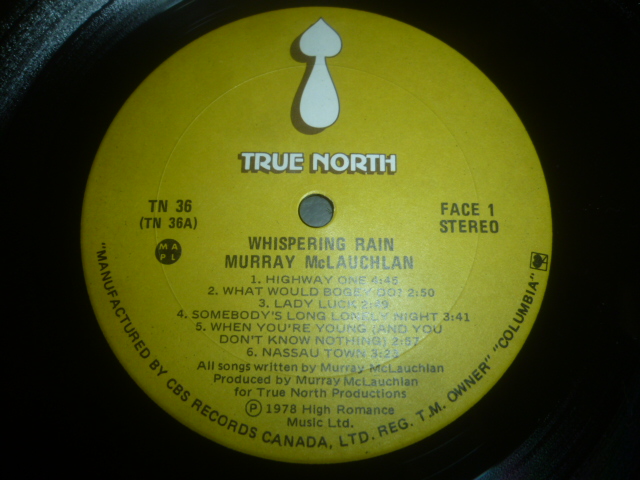 TRUE NORTH
TN 36
(TN 36A)
FACE 1
STEREO
M A
P L
WHISPERING RAIN
MURRAY McLAUCHLAN
1. HIGHWAY ONE 4:46
2. WHAT WOULD BOGEY DO? 2:50
3. LADY LUCK
4. SOMEBODY'S LONG LONELY NIGHT 3:41
5. WHEN YOU'RE YOUNG (AND YOU
DON'T KNOW NOTHING) 2:57
6. NASSAU TOWN 3:25
All songs written by Murray McLauchlan
Produced by Murray McLauchlan
for True North Productions
Ⓟ 1978 High Romance
Music Ltd.
"MANUFACTURED BY CBS RECORDS CANADA, LTD. REG. T.M. OWNER" "COLUMBIA"